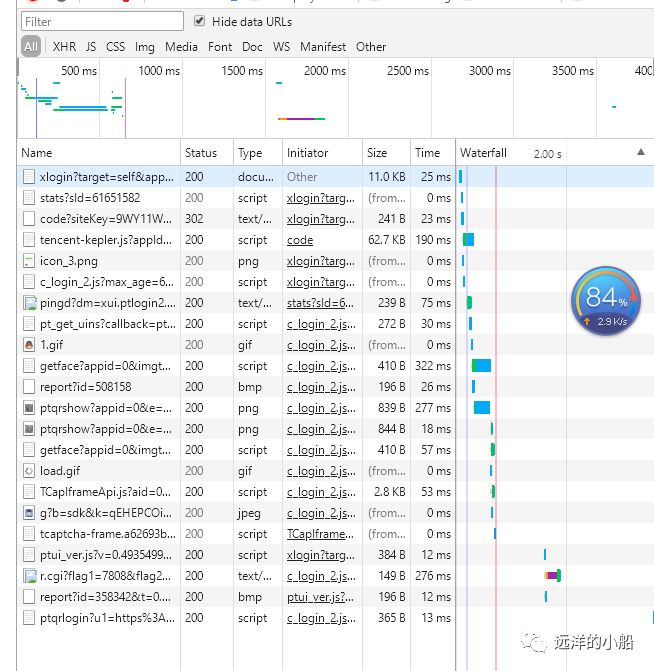 Filter Hide data URLs
All XHR JS CSS Img Media Font Doc WS Manifest Other
500 ms 1000 ms 1500 ms 2000 ms 2500 ms 3000 ms 3500 ms 400
Name Status Type Initiator Size Time Waterfall 2.00 s
xlogin?target=self&app... 200 docu... Other 11.0 KB 25 ms
stats?sId=61651582 200 script xlogin?targ... (from... 0 ms
code?siteKey=9WY11W... 302 text/... xlogin?targ... 241 B 23 ms
tencent-kepler.js?appId... 200 script code 62.7 KB 190 ms
icon_3.png 200 png xlogin?targ... (from... 0 ms
c_login_2.js?max_age=6... 200 script xlogin?targ... (from... 0 ms
pingd?dm=xui.ptlogin2... 200 text/... stats?sId=6... 239 B 75 ms
pt_get_uins?callback=pt... 200 script c_login_2.js... 272 B 30 ms
1.gif 200 gif c_login_2.js... (from... 0 ms
getface?appid=0&imgt... 200 script c_login_2.js... 410 B 322 ms
report?id=508158 200 bmp c_login_2.js... 196 B 26 ms
ptqrshow?appid=0&e=... 200 png c_login_2.js... 839 B 277 ms
ptqrshow?appid=0&e=... 200 png c_login_2.js... 844 B 18 ms
getface?appid=0&imgt... 200 script c_login_2.js... 410 B 57 ms
load.gif 200 gif c_login_2.js... (from... 0 ms
TCapIframeApi.js?aid=0... 200 script c_login_2.js... 2.8 KB 53 ms
g?b=sdk&k=qEHEPCOi... 200 jpeg c_login_2.js... (from... 0 ms
tcaptcha-frame.a62693b... 200 script TCapIframe... (from... 0 ms
ptui_ver.js?v=0.4935499... 200 script xlogin?targ... 384 B 12 ms
r.cgi?flag1=7808&flag2... 200 text/... c_login_2.js... 149 B 276 ms
report?id=358342&t=0.... 200 bmp ptui_ver.js?... 196 B 12 ms
ptqrlogin?u1=https%3A... 200 script c_login_2.js... 365 B 13 ms
84%
2.9 K/s
远洋的小船